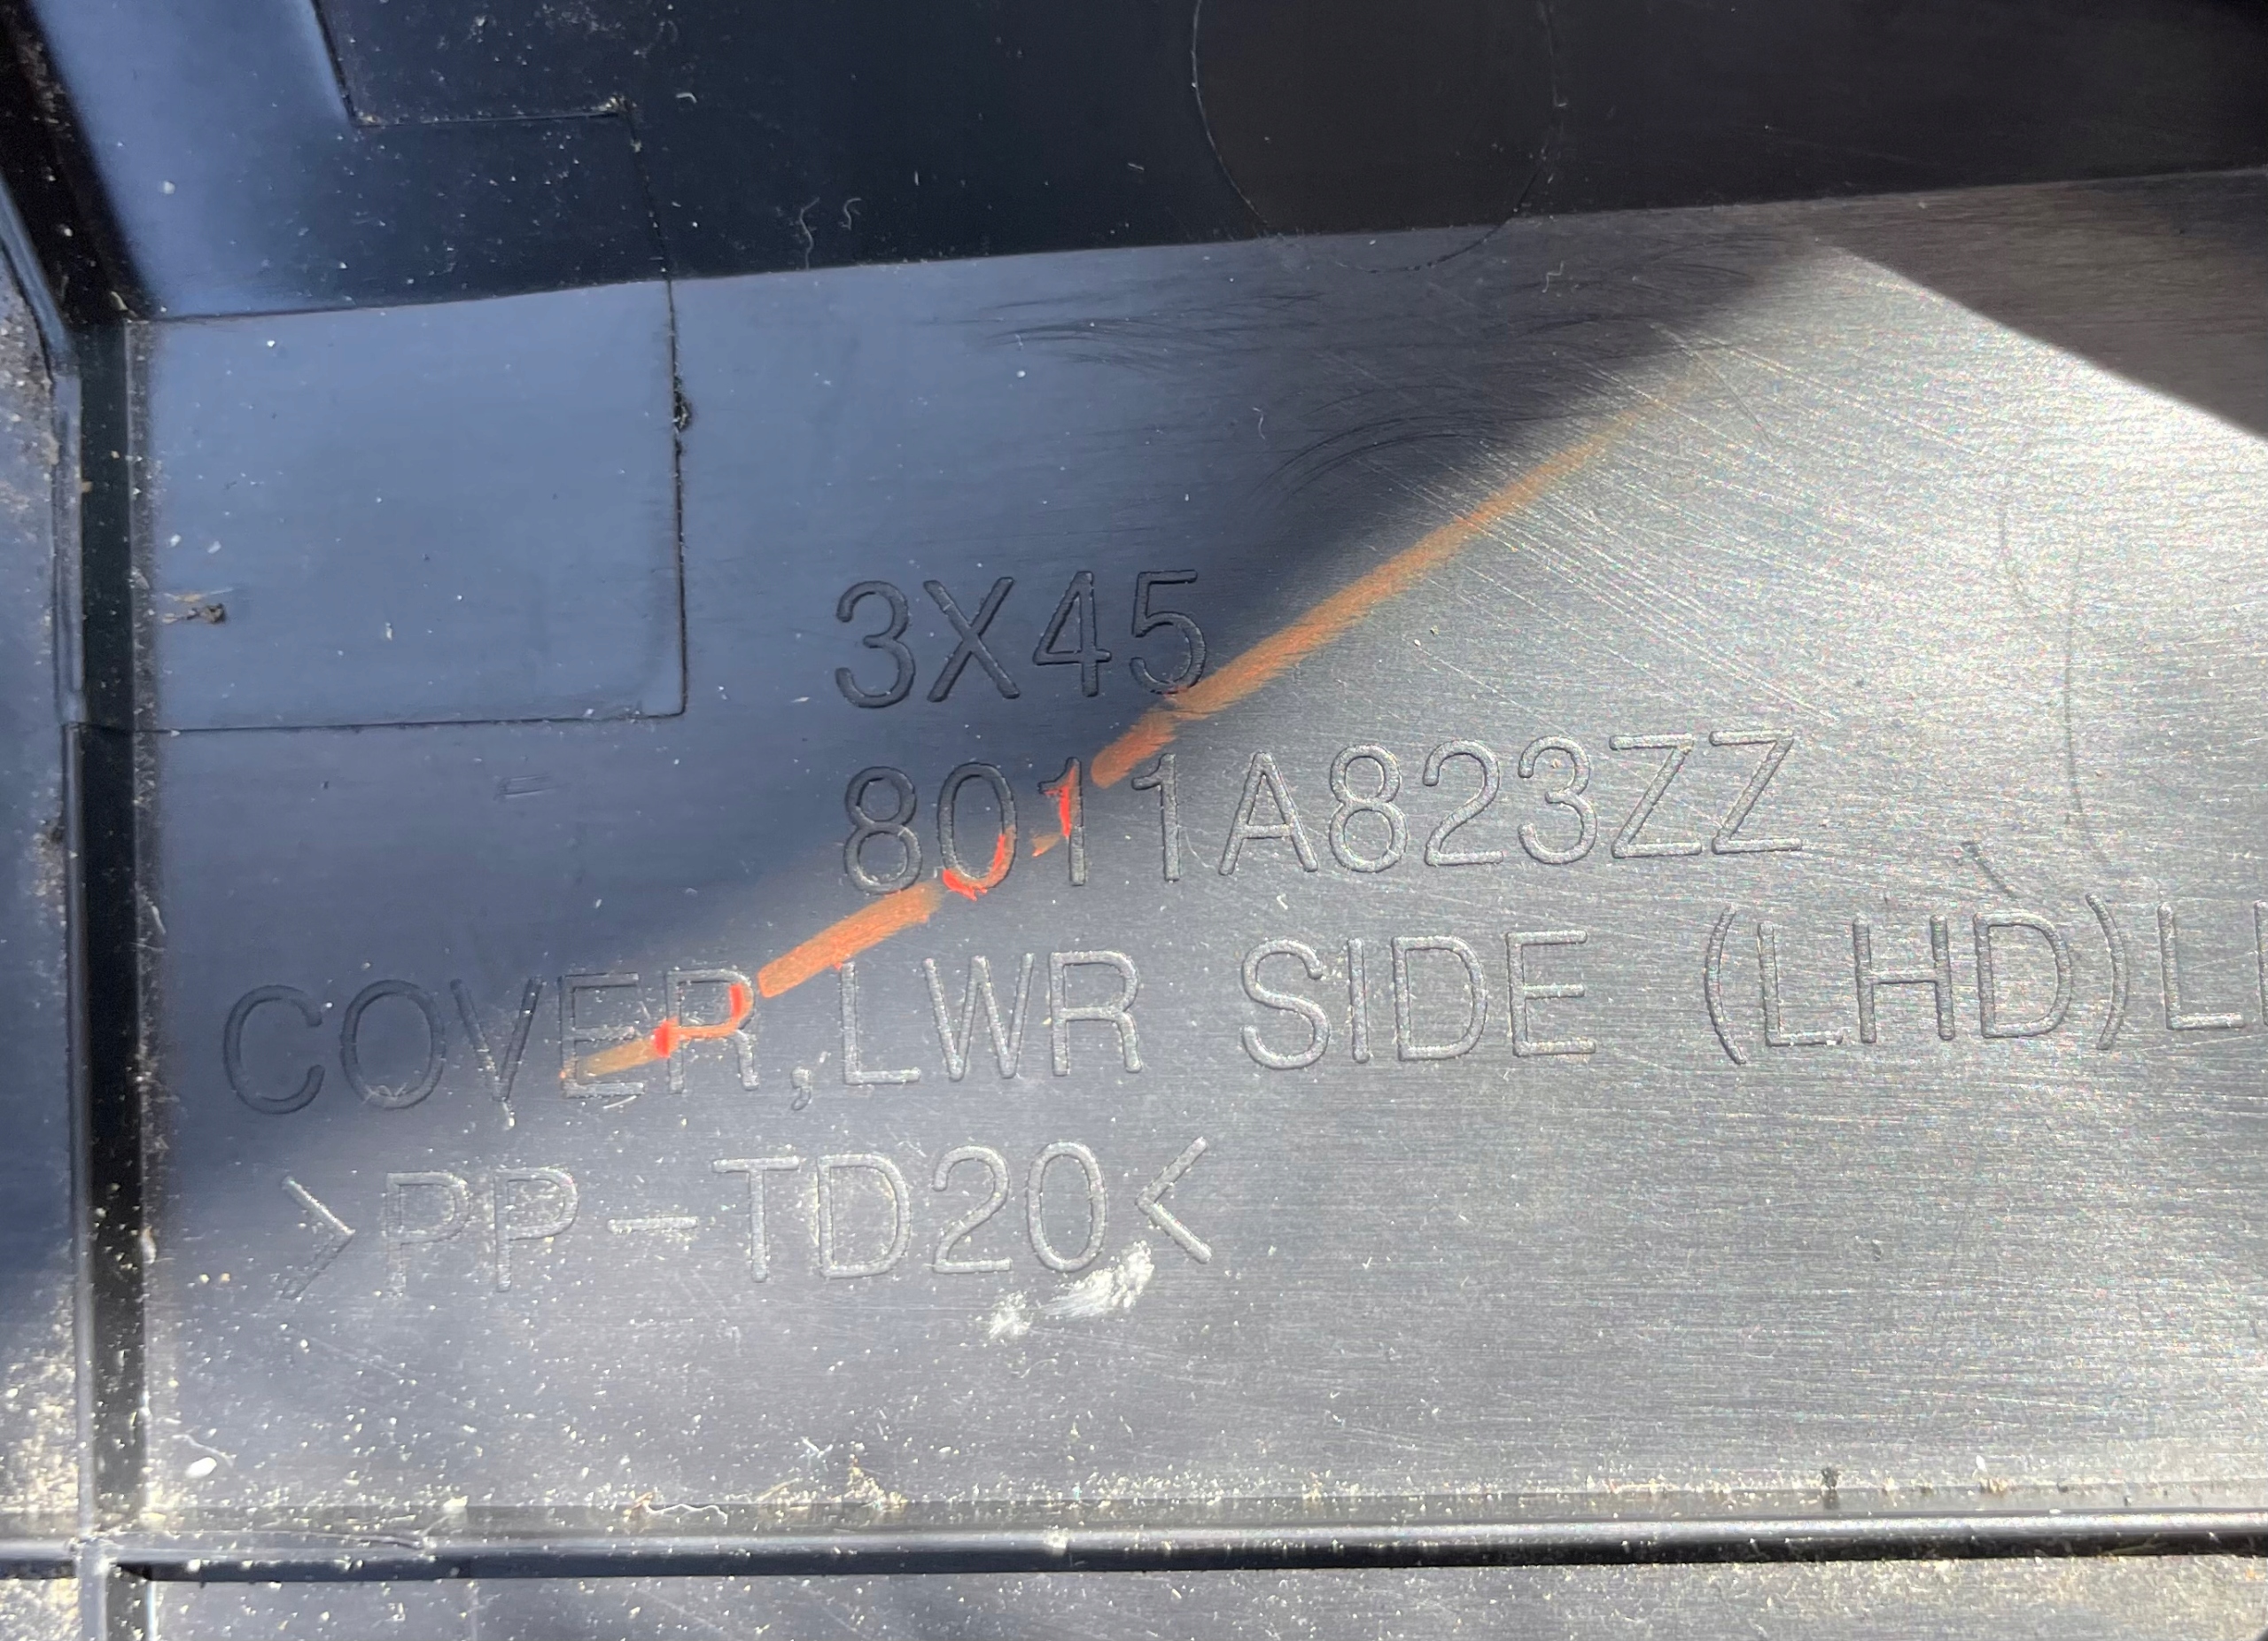 3X45
8011A823ZZ
COVER,LWR SIDE (LHD)L
>PP-TD20<